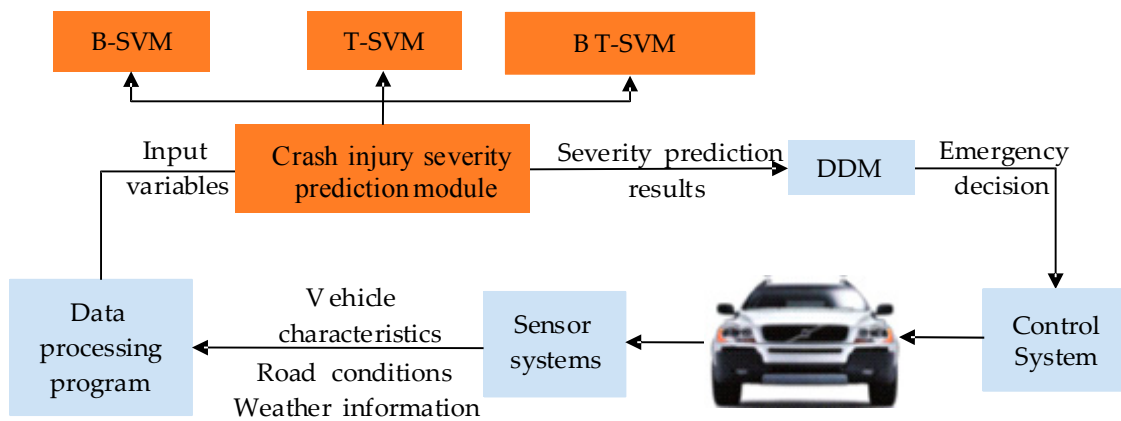 B-SVM
T-SVM
B T-SVM
Input
variables
Crash injury severity
prediction module
Severity prediction
results
DDM
Emergency
decision
Data
processing
program
Vehicle
characteristics
Road conditions
Weather information
Sensor
systems
Control
System